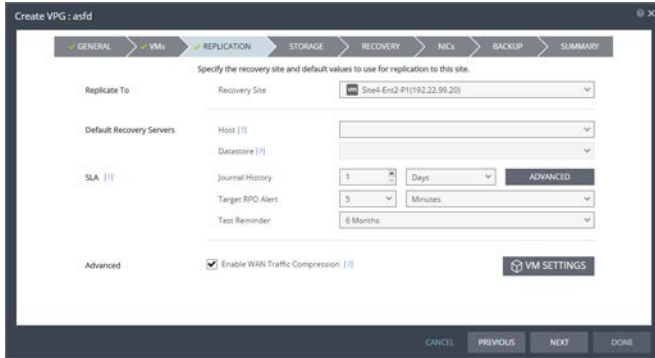 Create VPG : asfd
GENERAL VMs REPLICATION STORAGE RECOVERY NICs BACKUP SUMMARY
Specify the recovery site and default values to use for replication to this site.
Replicate To Recovery Site Site4-Ent2-P1(192.22.99.20)
Default Recovery Servers Host [?]
Datastore [?]
SLA [?] Journal History 1 Days ADVANCED
Target RPO Alert 5 Minutes
Test Reminder 6 Months
Advanced Enable WAN Traffic Compression [?] VM SETTINGS
CANCEL PREVIOUS NEXT DONE